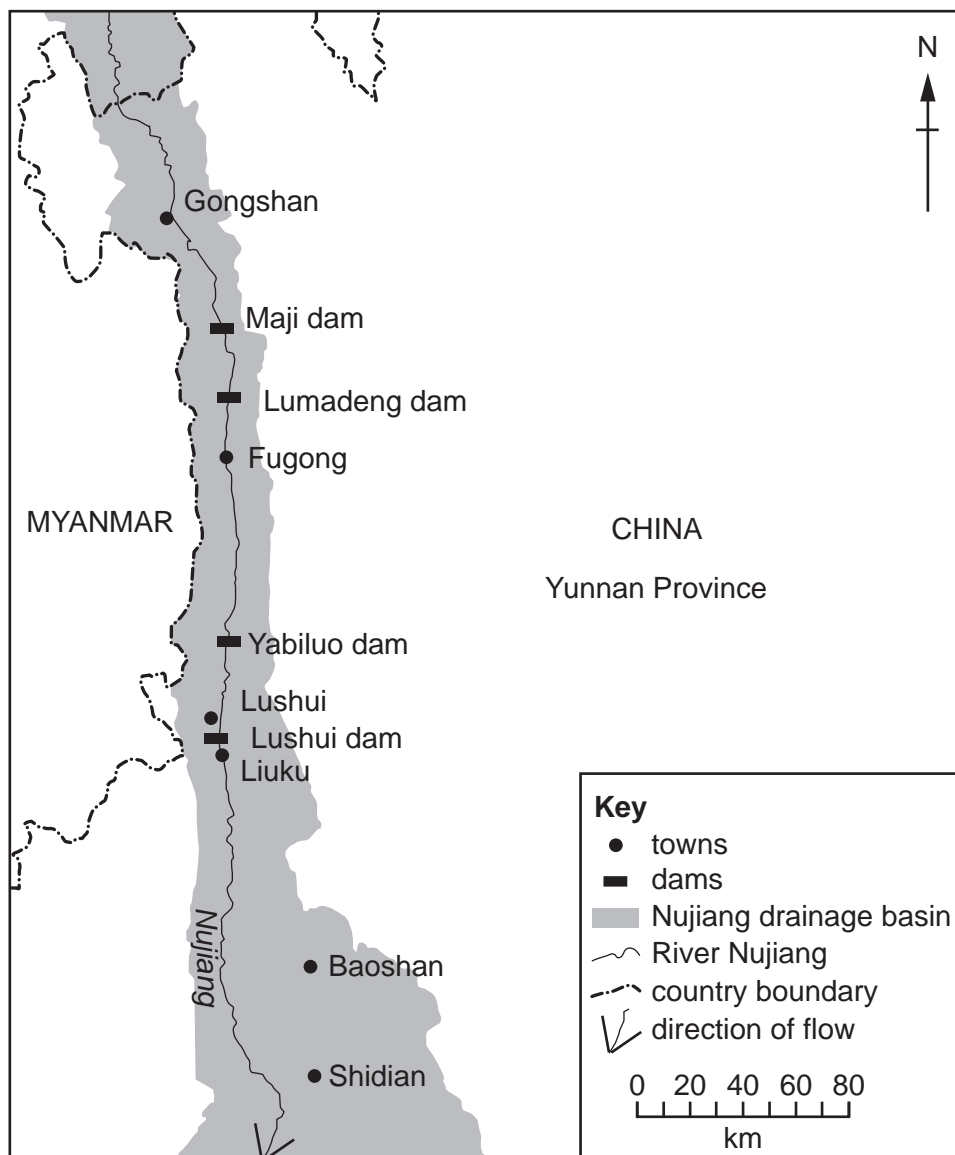 N
Gongshan
Maji dam
Lumadeng dam
Fugong
MYANMAR
CHINA
Yunnan Province
Yabiluo dam
Lushui
Lushui dam
Liuku
Nujiang
Baoshan
Shidian
Key
towns
dams
Nujiang drainage basin
River Nujiang
country boundary
direction of flow
0 20 40 60 80
km